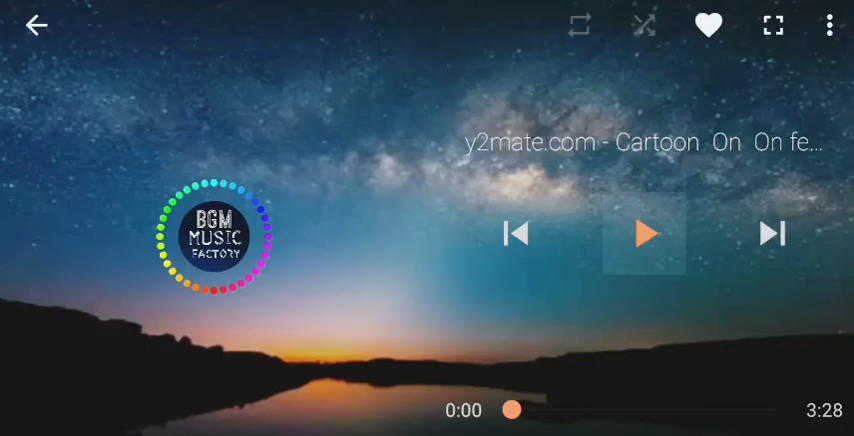 y2mate.com - Cartoon On On fe...
BGM
MUSIC
FACTORY
0:00
3:28